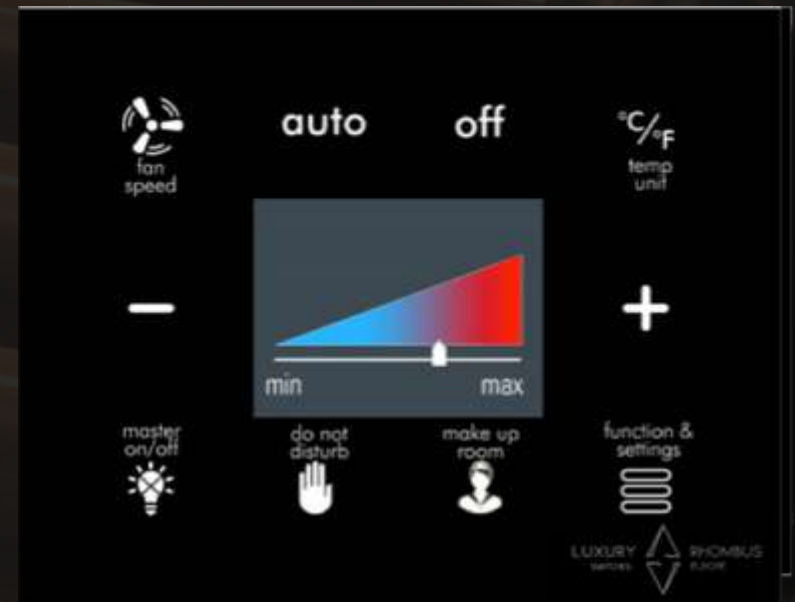 auto
off
°C/°F
fan
speed
temp
unit
min
max
master
on/off
do not
disturb
make up
room
function &
settings
LUXURY
RHOMBUS
EUROPE